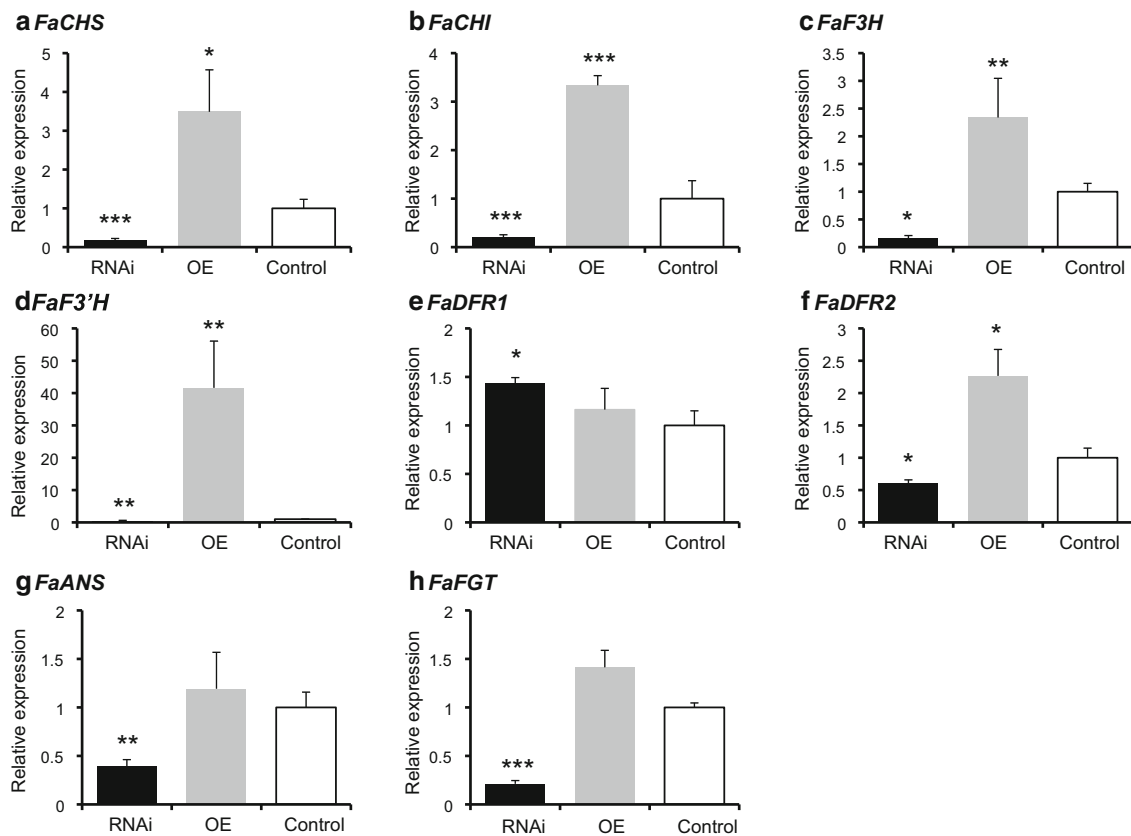 a FaCHS
b FaCHI
c FaF3H
Relative expression
5
4
3
2
1
0
***
*
RNAi OE Control
Relative expression
4
3
2
1
0
***
***
RNAi OE Control
Relative expression
3.5
3
2.5
2
1.5
1
0.5
0
*
**
RNAi OE Control
d FaF3'H
e FaDFR1
f FaDFR2
Relative expression
60
50
40
30
20
10
0
**
**
RNAi OE Control
Relative expression
2
1.5
1
0.5
0
*
RNAi OE Control
Relative expression
3
2.5
2
1.5
1
0.5
0
*
*
RNAi OE Control
g FaANS
h FaFGT
Relative expression
2
1.5
1
0.5
0
**
RNAi OE Control
Relative expression
2
1.5
1
0.5
0
***
RNAi OE Control